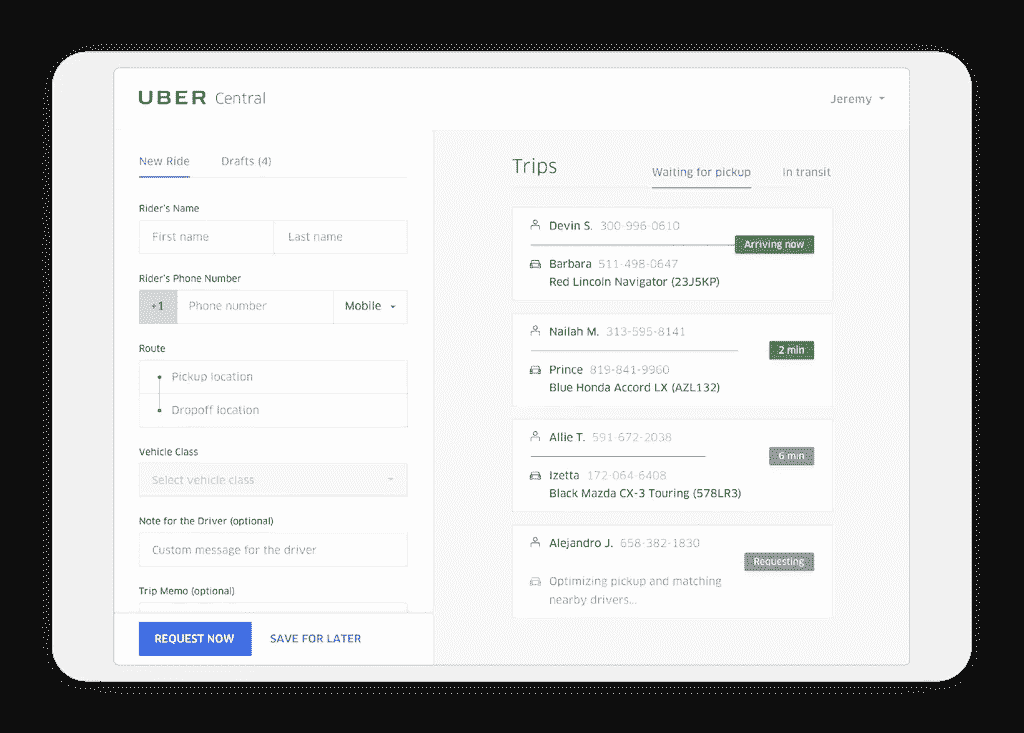 UBER Central
Jeremy
New Ride
Drafts (4)
Rider's Name
First name
Last name
Rider's Phone Number
+1
Phone number
Mobile
Route
Pickup location
Dropoff location
Vehicle Class
Select vehicle class
Note for the Driver (optional)
Custom message for the driver
Trip Memo (optional)
REQUEST NOW
SAVE FOR LATER
Trips
Waiting for pickup
In transit
Devin S. 300-996-0610
Arriving now
Barbara 511-498-0647
Red Lincoln Navigator (23J5KP)
Nailah M. 313-595-8141
2 min
Prince 819-841-9960
Blue Honda Accord LX (AZL132)
Allie T. 591-672-2038
6 min
Izetta 172-064-6408
Black Mazda CX-3 Touring (578LR3)
Alejandro J. 658-382-1830
Requesting
Optimizing pickup and matching
nearby drivers...